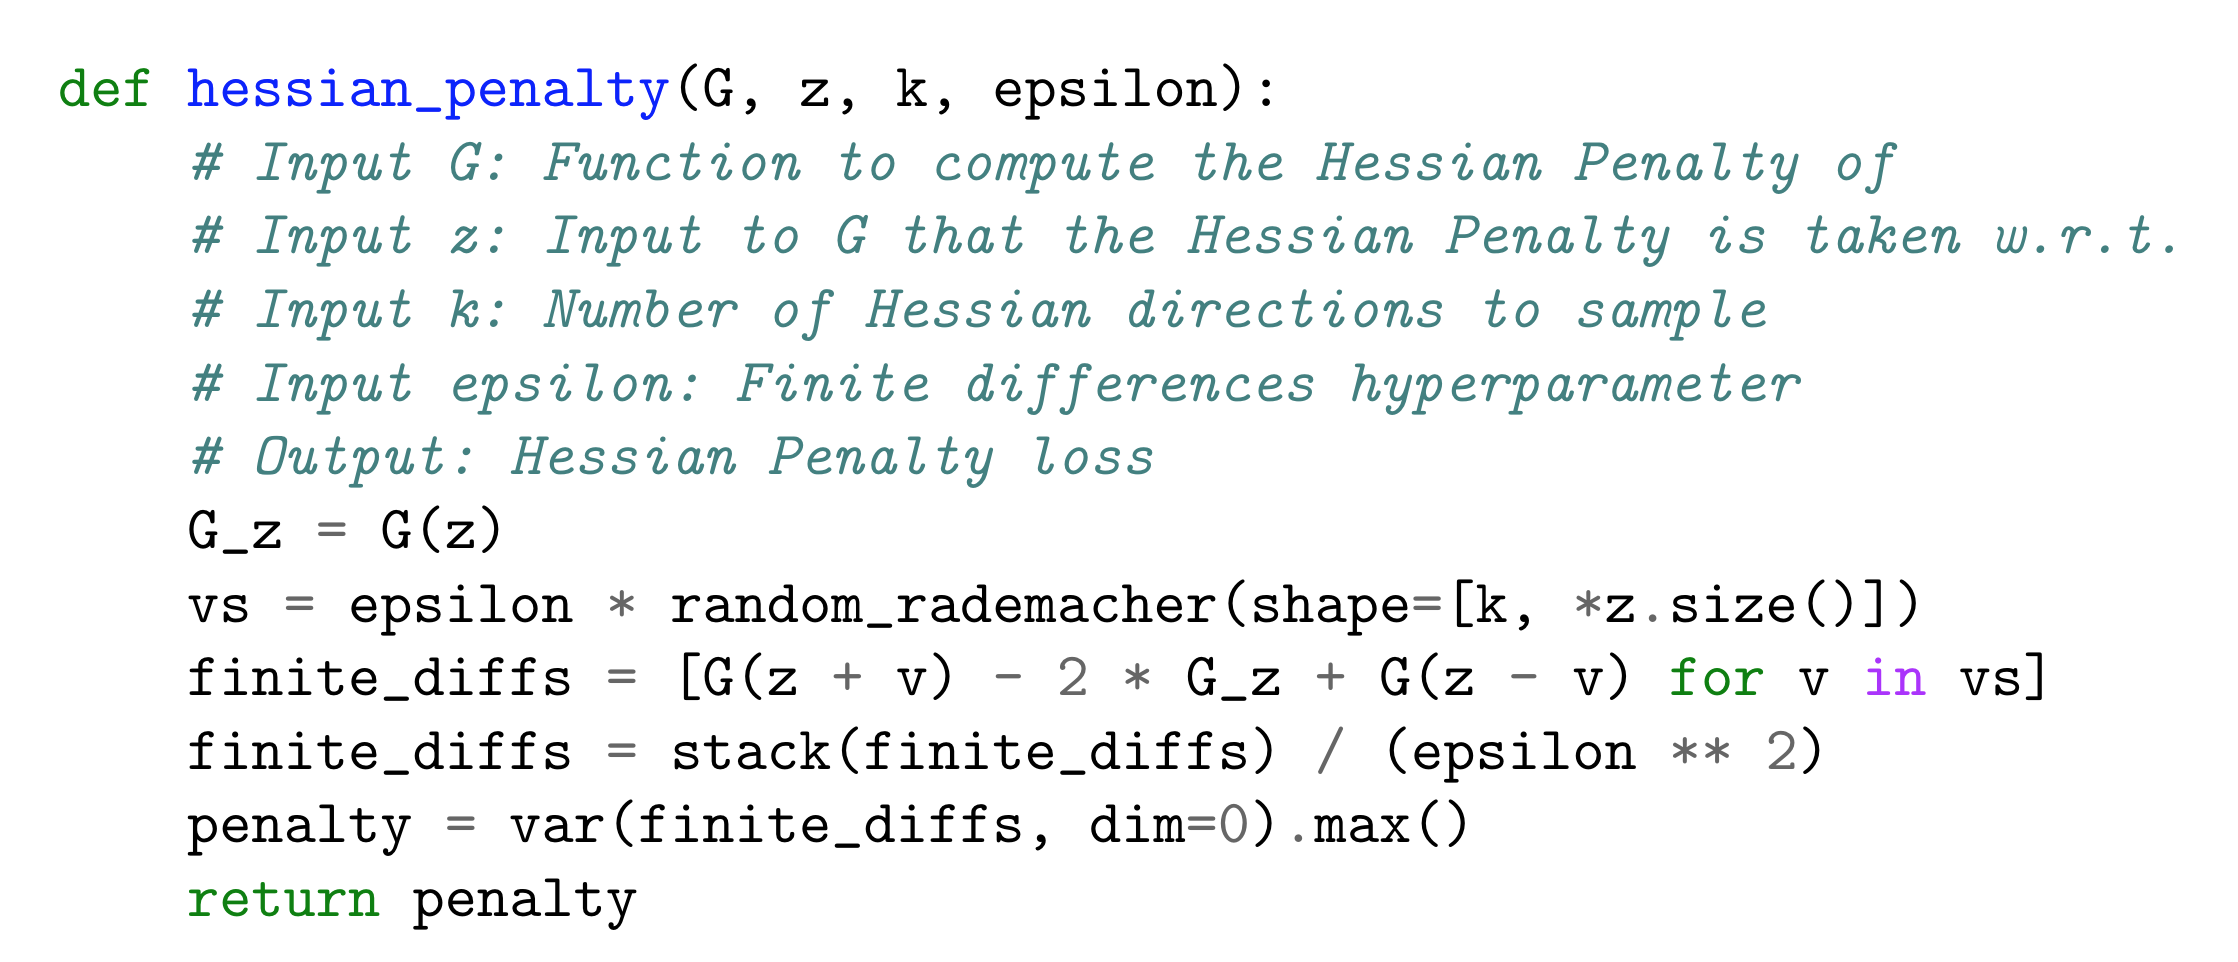 def hessian_penalty(G, z, k, epsilon):
    # Input G: Function to compute the Hessian Penalty of
    # Input z: Input to G that the Hessian Penalty is taken w.r.t.
    # Input k: Number of Hessian directions to sample
    # Input epsilon: Finite differences hyperparameter
    # Output: Hessian Penalty loss
    G_z = G(z)
    vs = epsilon * random_rademacher(shape=[k, *z.size()])
    finite_diffs = [G(z + v) - 2 * G_z + G(z - v) for v in vs]
    finite_diffs = stack(finite_diffs) / (epsilon ** 2)
    penalty = var(finite_diffs, dim=0).max()
    return penalty